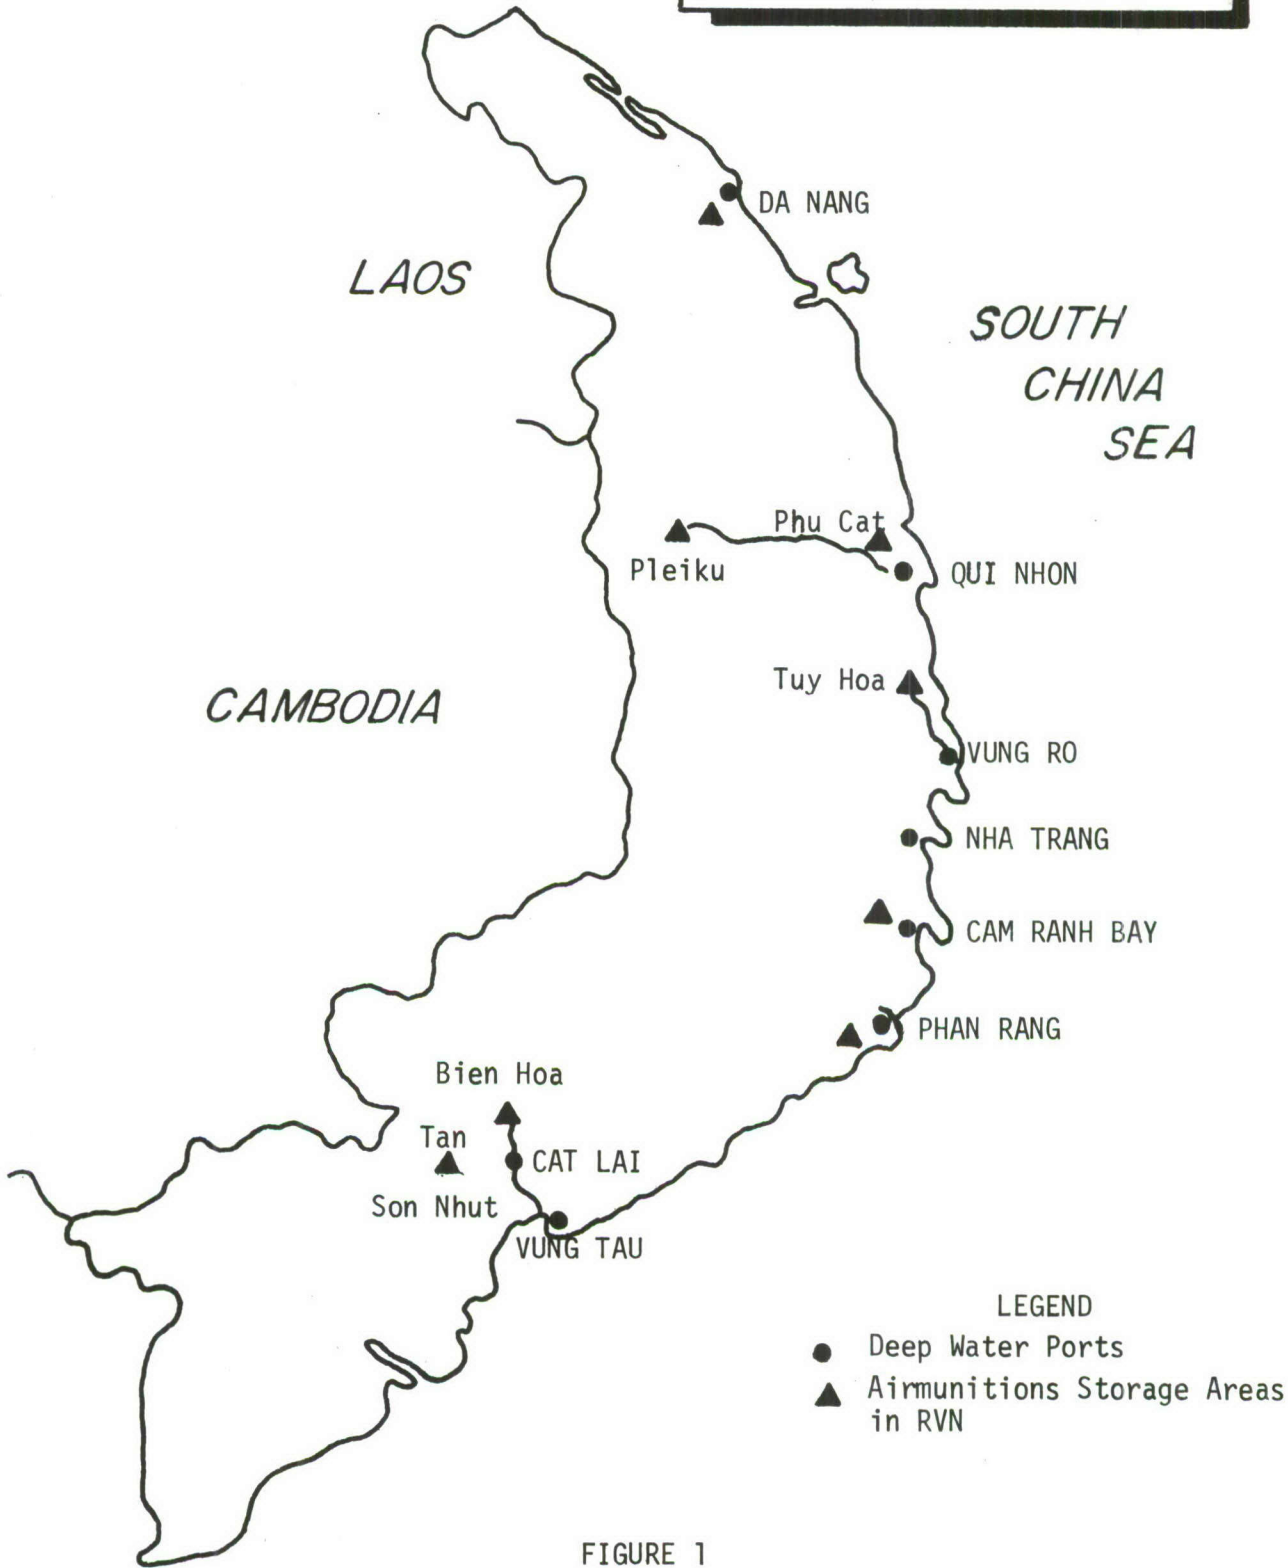 DA NANG
LAOS
SOUTH
CHINA
SEA
Phu Cat
Pleiku
QUI NHON
Tuy Hoa
CAMBODIA
VUNG RO
NHA TRANG
CAM RANH BAY
PHAN RANG
Bien Hoa
Tan
CAT LAI
Son Nhut
VUNG TAU
LEGEND
Deep Water Ports
Airmunitions Storage Areas
in RVN
FIGURE 1